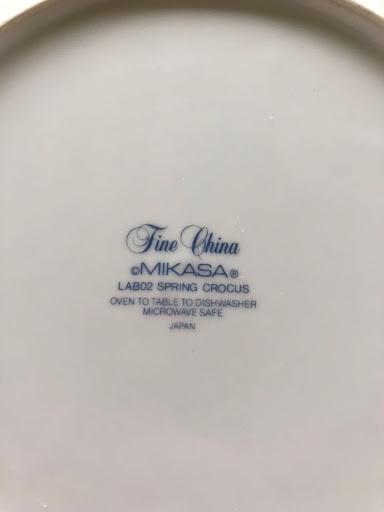 Fine China
©MIKASA®
LAB02 SPRING CROCUS
OVEN TO TABLE TO DISHWASHER
MICROWAVE SAFE
JAPAN